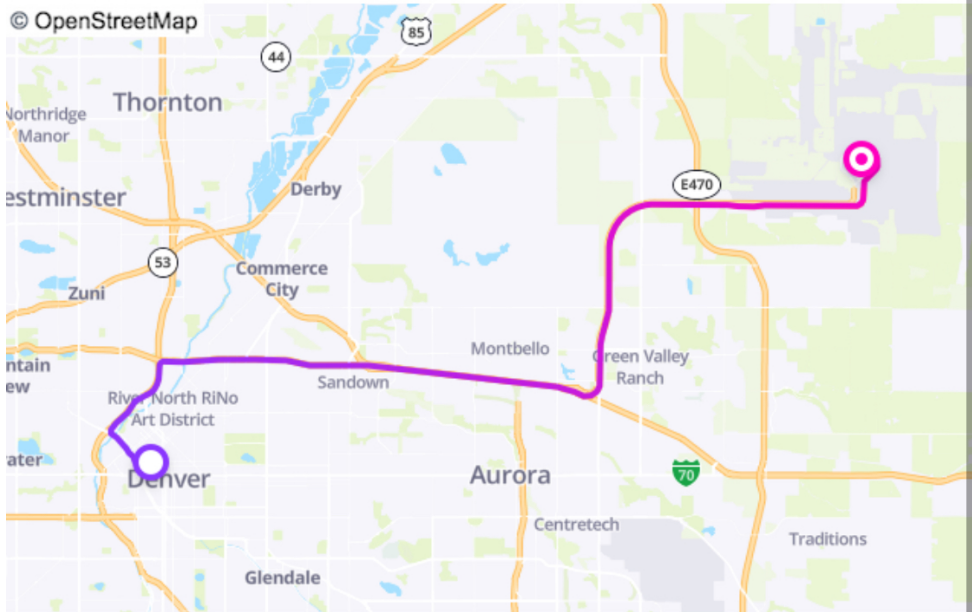 © OpenStreetMap
85
44
Thornton
Northridge
Manor
estminster
Derby
E470
53
Commerce
City
Zuni
ntain
ew
Montbello
Green Valley
Ranch
Sandown
River North RiNo
Art District
ater
Denver
Aurora
70
Centretech
Traditions
Glendale